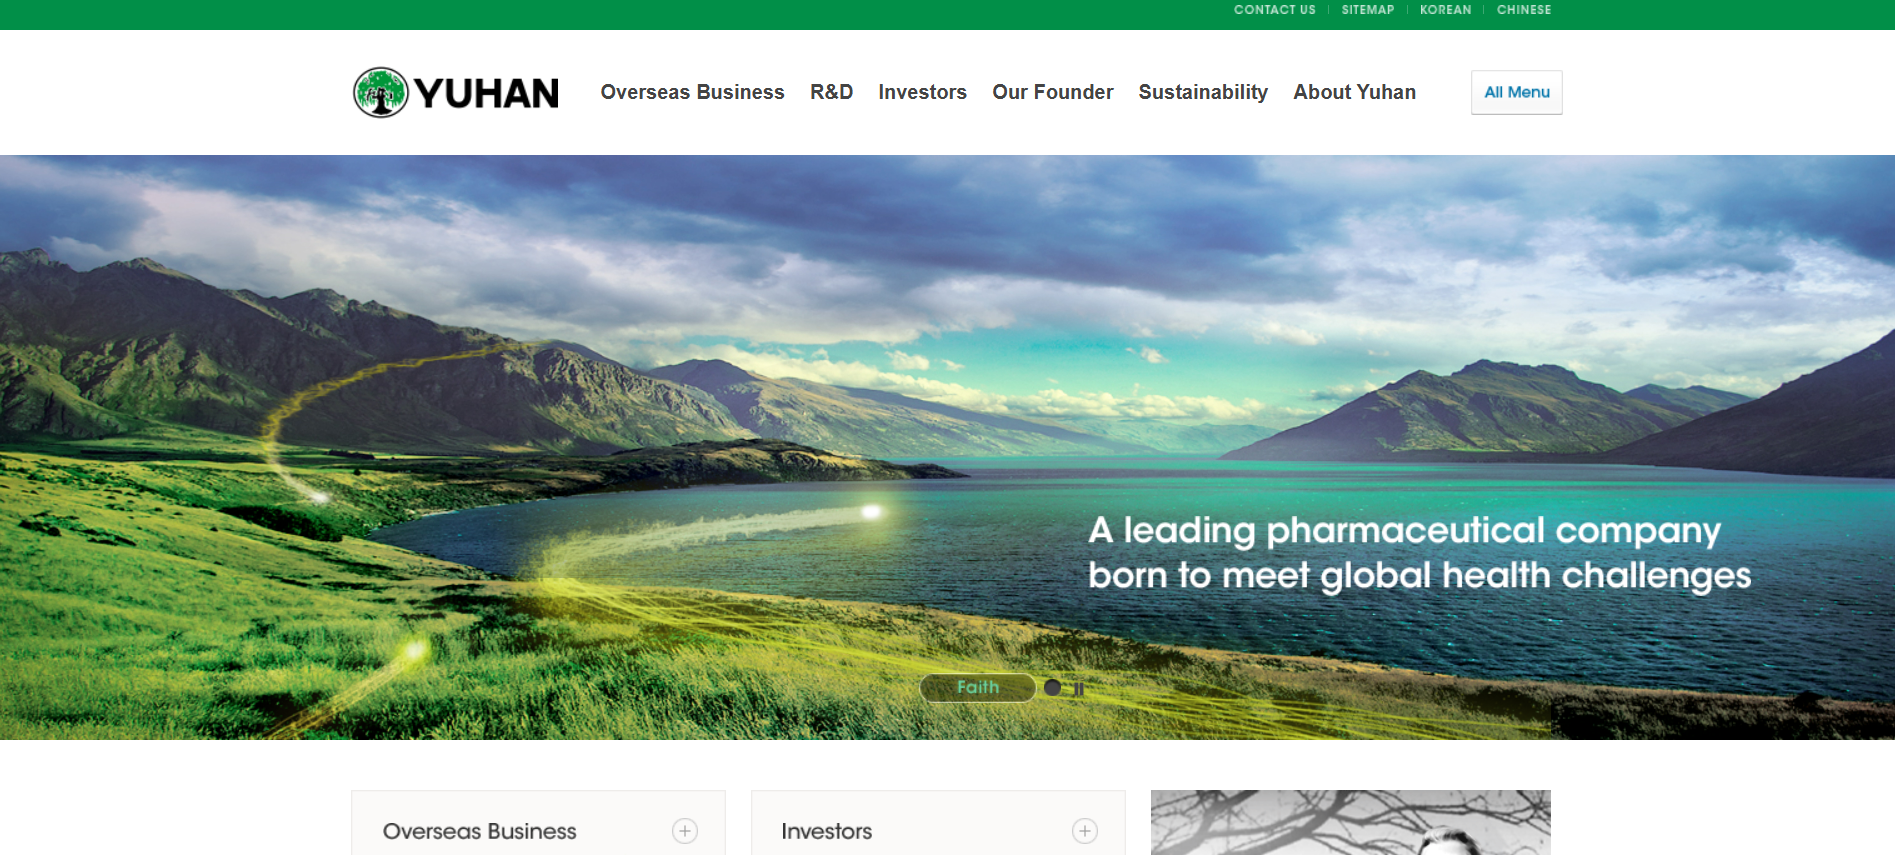 CONTACT US
SITEMAP
KOREAN
CHINESE
YUHAN
Overseas Business
R&D
Investors
Our Founder
Sustainability
About Yuhan
All Menu
A leading pharmaceutical company
born to meet global health challenges
Faith
Overseas Business
Investors